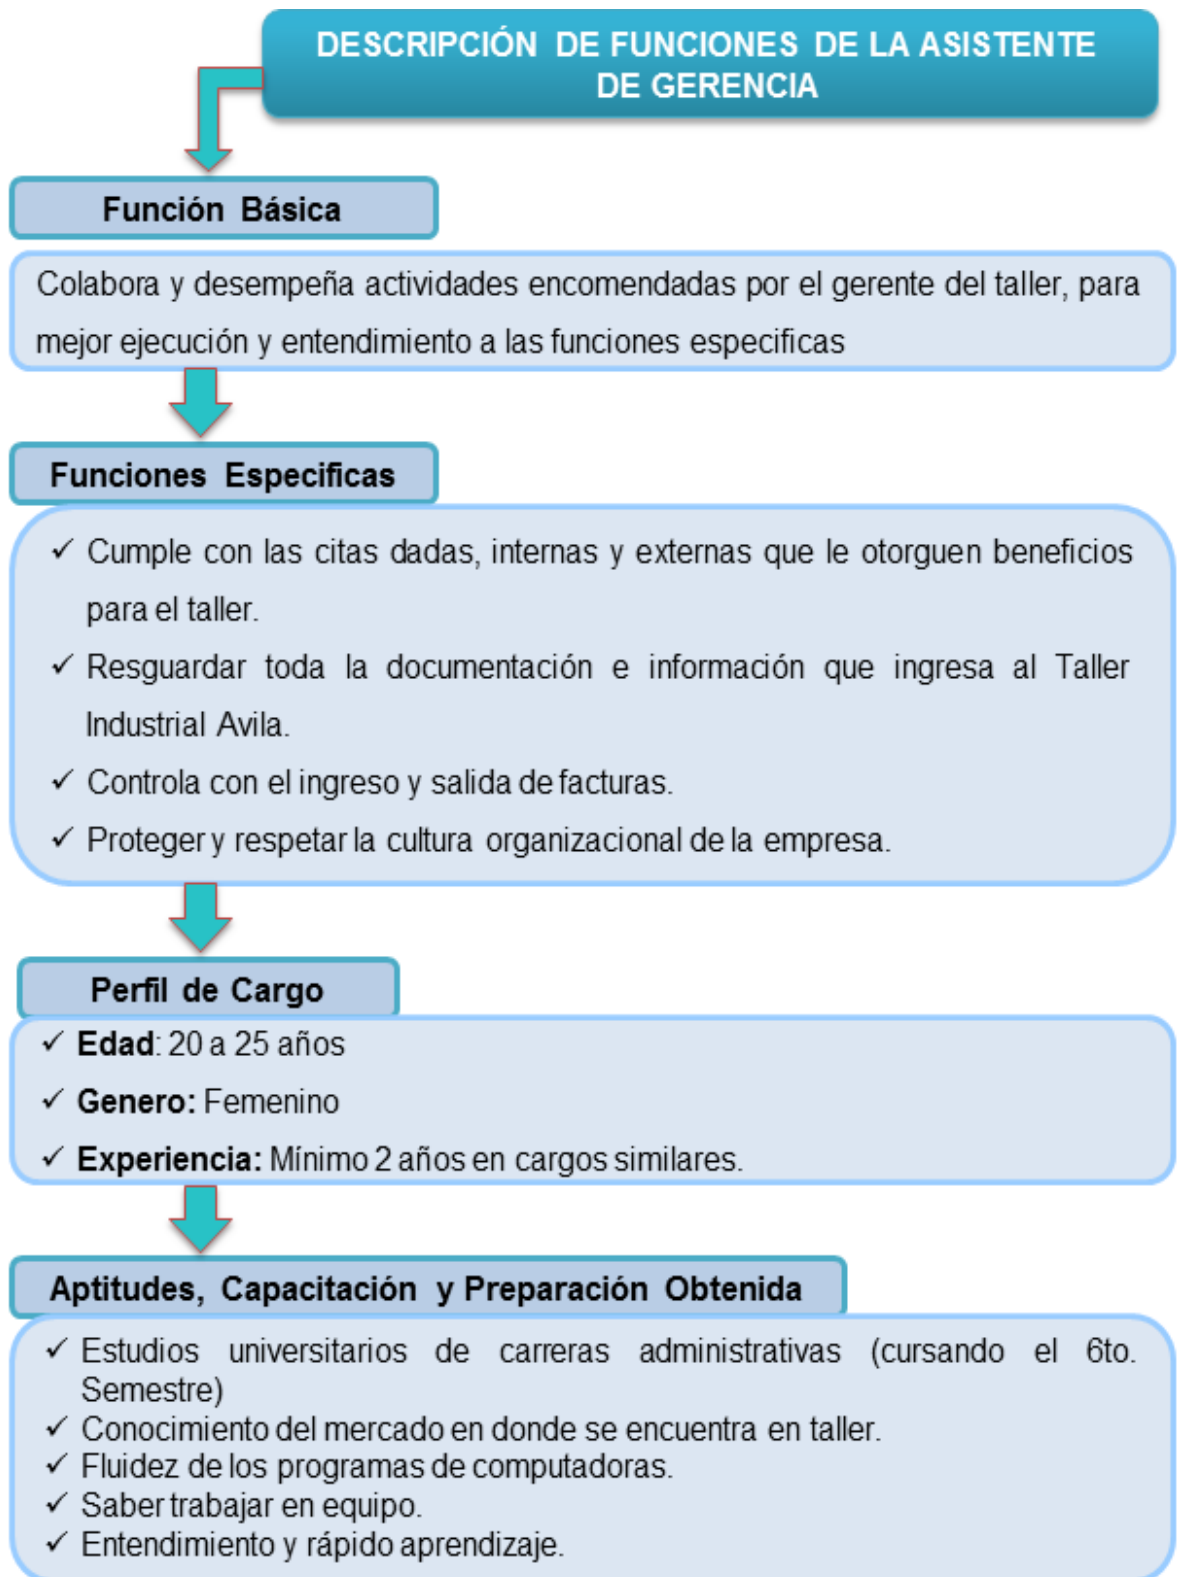 DESCRIPCIÓN DE FUNCIONES DE LA ASISTENTE
DE GERENCIA
Función Básica
Colabora y desempeña actividades encomendadas por el gerente del taller, para
mejor ejecución y entendimiento a las funciones especificas
Funciones Especificas
✓ Cumple con las citas dadas, internas y externas que le otorguen beneficios
para el taller.
✓ Resguardar toda la documentación e información que ingresa al Taller
Industrial Avila.
✓ Controla con el ingreso y salida de facturas.
✓ Proteger y respetar la cultura organizacional de la empresa.
Perfil de Cargo
✓ Edad: 20 a 25 años
✓ Genero: Femenino
✓ Experiencia: Mínimo 2 años en cargos similares.
Aptitudes, Capacitación y Preparación Obtenida
✓ Estudios universitarios de carreras administrativas (cursando el 6to.
Semestre)
✓ Conocimiento del mercado en donde se encuentra en taller.
✓ Fluidez de los programas de computadoras.
✓ Saber trabajar en equipo.
✓ Entendimiento y rápido aprendizaje.